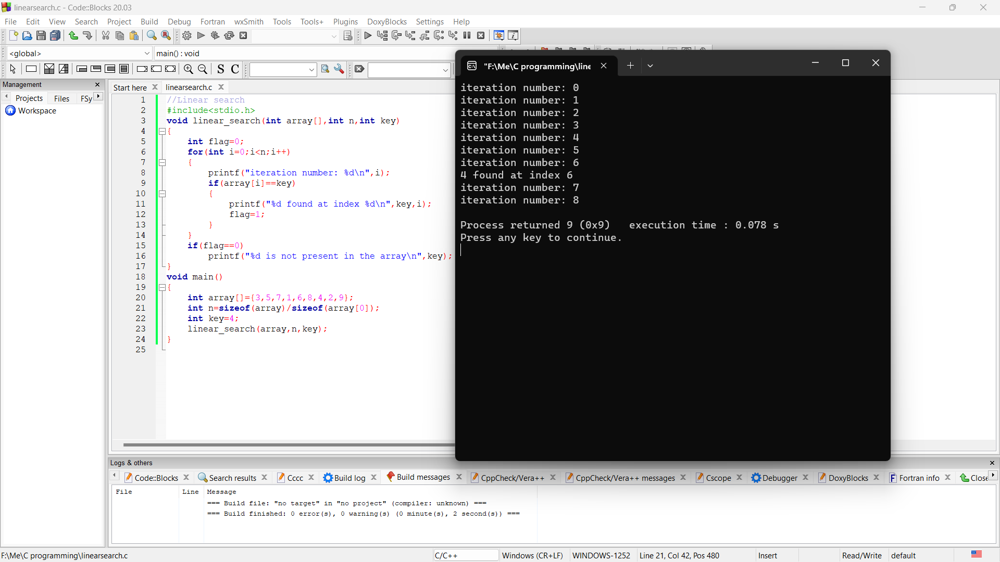 linearsearch.c - Code::Blocks 20.03
File Edit View Search Project Build Debug Fortran wxSmith Tools Tools+ Plugins DoxyBlocks Settings Help
<global>
main() : void
S C
Management
Projects Files FSy
Workspace
Start here linearsearch.c
1 //Linear search
2 #include<stdio.h>
3 void linear_search(int array[],int n,int key)
4 {
5 int flag=0;
6 for(int i=0;i<n;i++)
7 {
8 printf("iteration number: %d\n",i);
9 if(array[i]==key)
10 {
11 printf("%d found at index %d\n",key,i);
12 flag=1;
13 }
14 }
15 if(flag==0)
16 printf("%d is not present in the array\n",key);
17 }
18 void main()
19 {
20 int array[]={3,5,7,1,6,8,4,2,9};
21 int n=sizeof(array)/sizeof(array[0]);
22 int key=4;
23 linear_search(array,n,key);
24 }
25
"F:\Me\C programming\line
iteration number: 0
iteration number: 1
iteration number: 2
iteration number: 3
iteration number: 4
iteration number: 5
iteration number: 6
4 found at index 6
iteration number: 7
iteration number: 8
Process returned 9 (0x9) execution time : 0.078 s
Press any key to continue.
Logs & others
Code::Blocks Search results Cccc Build log Build messages CppCheck/Vera++ CppCheck/Vera++ messages Cscope Debugger DoxyBlocks Fortran info Close
File Line Message
=== Build file: "no target" in "no project" (compiler: unknown) ===
=== Build finished: 0 error(s), 0 warning(s) (0 minute(s), 2 second(s)) ===
F:\Me\C programming\linearsearch.c C/C++ Windows (CR+LF) WINDOWS-1252 Line 21, Col 42, Pos 480 Insert Read/Write default